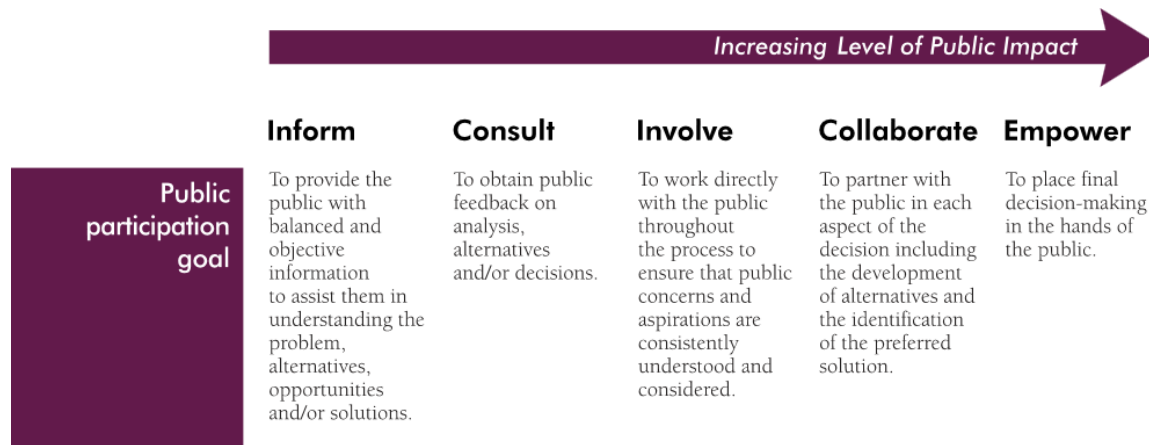 Increasing Level of Public Impact
Inform
Consult
Involve
Collaborate
Empower
Public
participation
goal
To provide the
public with
balanced and
objective
information
to assist them in
understanding the
problem,
alternatives,
opportunities
and/or solutions.
To obtain public
feedback on
analysis,
alternatives
and/or decisions.
To work directly
with the public
throughout
the process to
ensure that public
concerns and
aspirations are
consistently
understood and
considered.
To partner with
the public in each
aspect of the
decision including
the development
of alternatives and
the identification
of the preferred
solution.
To place final
decision-making
in the hands of
the public.